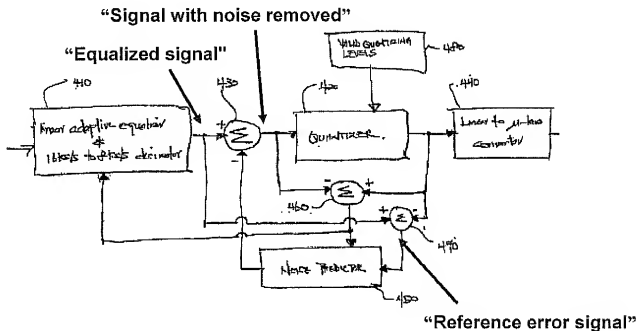 “Signal with noise removed”
“Equalized signal"
VALID QUANTIZING
LEVELS
480
410
430
420
440
linear adaptive equalizer
&
16ks/s to 8ks/s decimator
+
Σ
-
QUANTIZER
Linear to μ-law
converter
-
Σ
+
460
+
-
Σ
470
NOISE PREDICTOR
450
“Reference error signal”